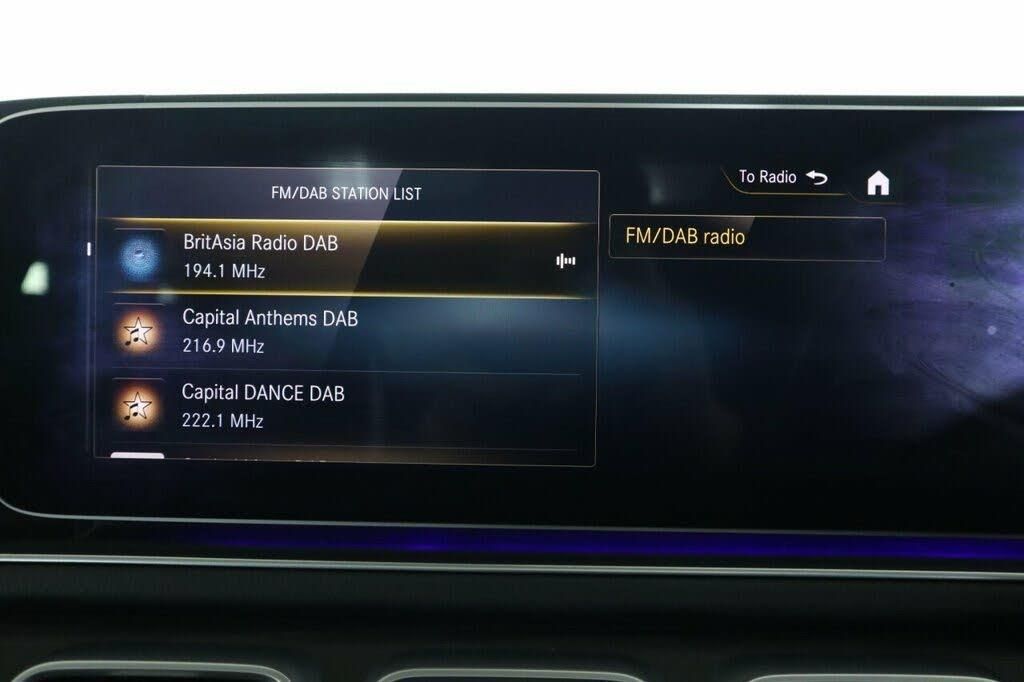 FM/DAB STATION LIST
BritAsia Radio DAB
194.1 MHz
Capital Anthems DAB
216.9 MHz
Capital DANCE DAB
222.1 MHz
To Radio
FM/DAB radio